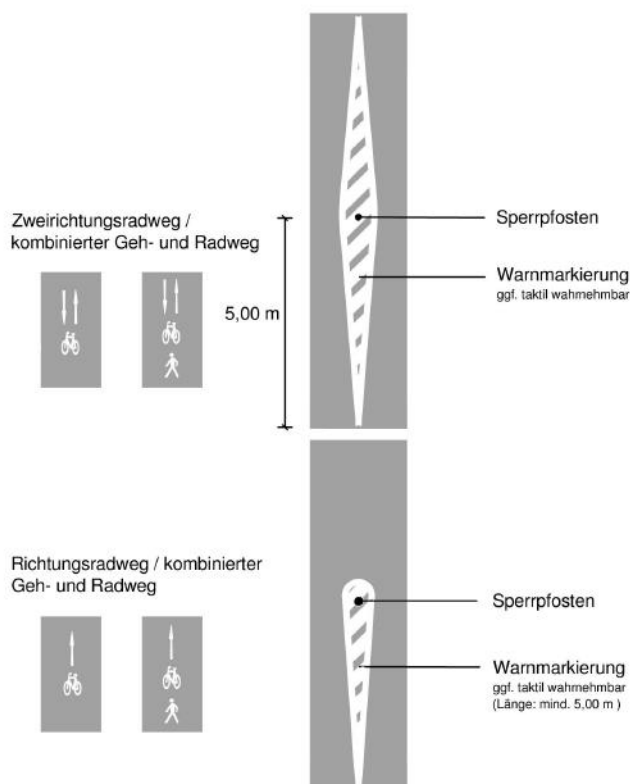 Zweirichtungsradweg /
kombinierter Geh- und Radweg
5,00 m
Sperrpfosten
Warnmarkierung
ggf. taktil wahrnehmbar
Richtungsradweg / kombinierter
Geh- und Radweg
Sperrpfosten
Warnmarkierung
ggf. taktil wahrnehmbar
(Länge: mind. 5,00 m )